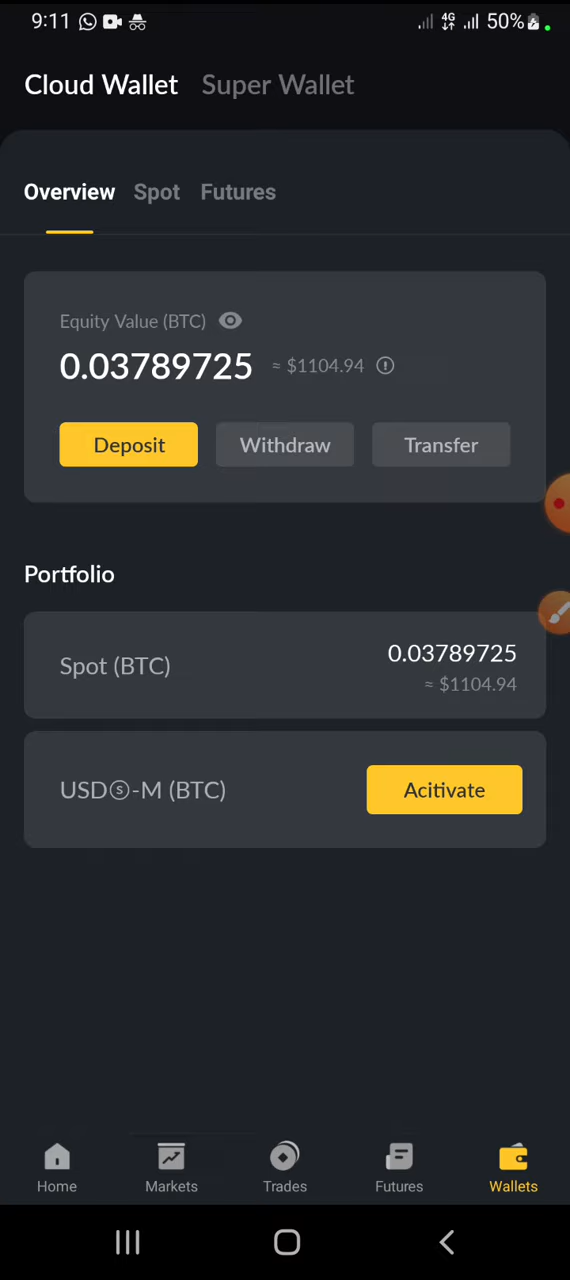 9:11 4G 50%
Cloud Wallet Super Wallet
Overview Spot Futures
Equity Value (BTC)
0.03789725 ≈ $1104.94
Deposit Withdraw Transfer
Portfolio
Spot (BTC) 0.03789725
≈ $1104.94
USDⓢ-M (BTC) Acitivate
Home Markets Trades Futures Wallets